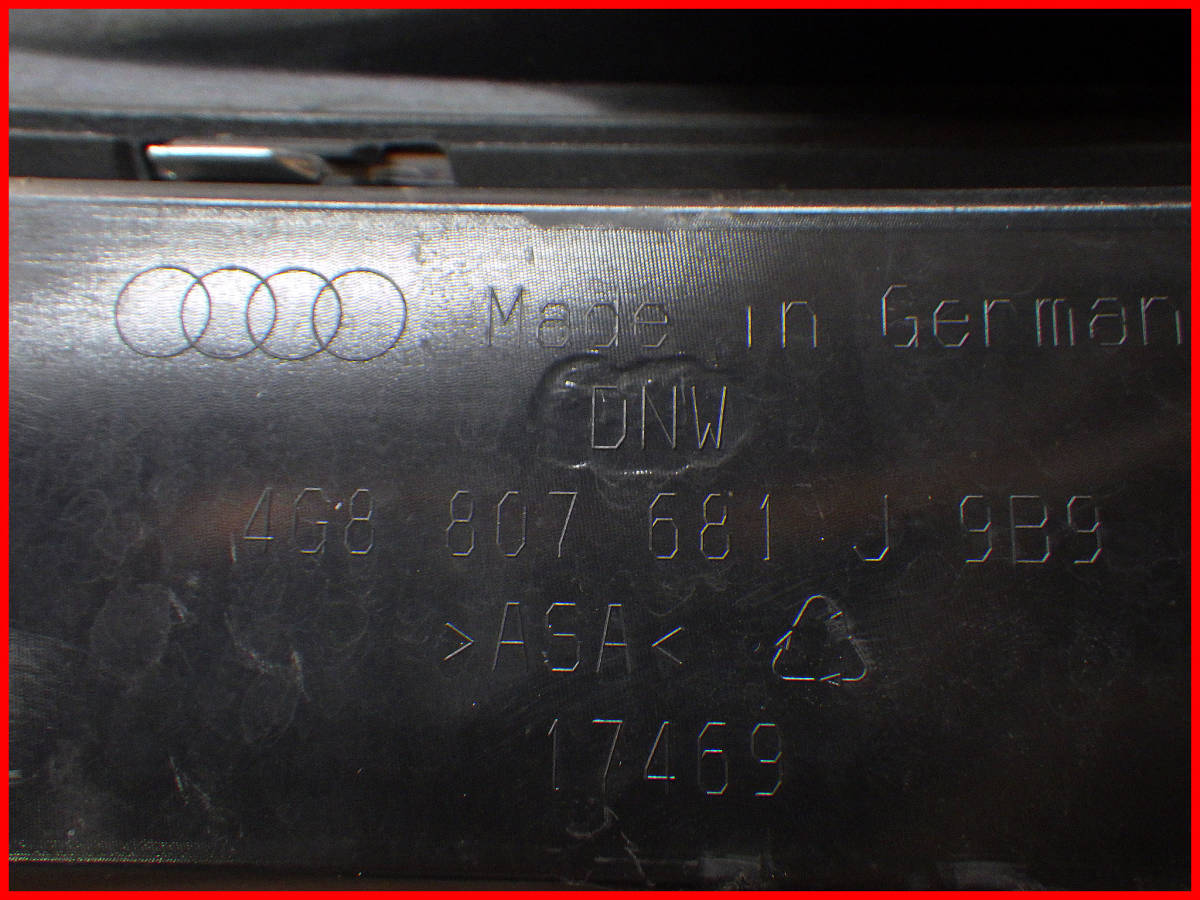 Made in German
DNW
4G8 807 681 J 9B9
>ASA<
17469